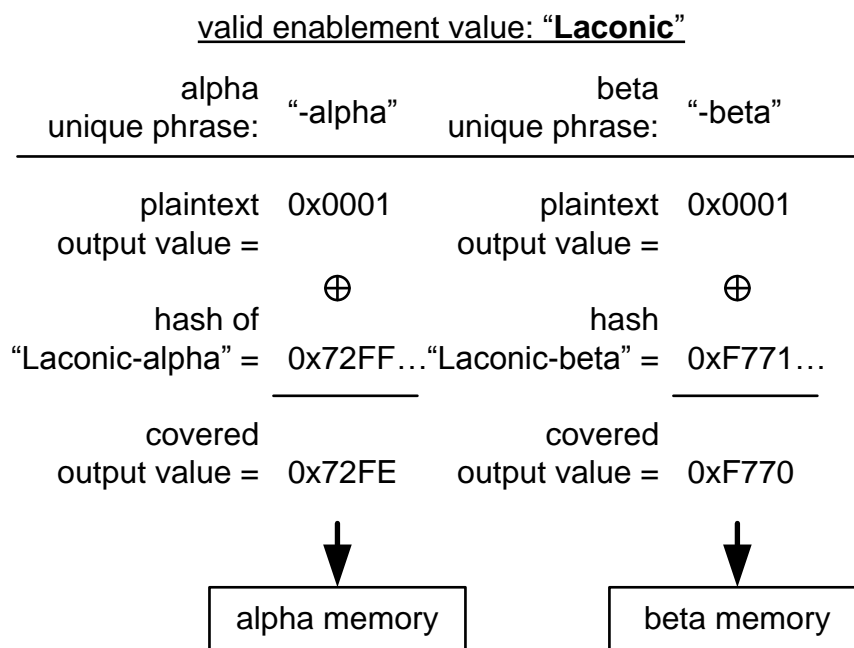 valid enablement value: “Laconic”
alpha
unique phrase:
“-alpha”
beta
unique phrase:
“-beta”
plaintext
output value =
0x0001
plaintext
output value =
0x0001
⊕
⊕
hash of
“Laconic-alpha” =
0x72FF…
hash
“Laconic-beta” =
0xF771…
covered
output value =
0x72FE
covered
output value =
0xF770
alpha memory
beta memory